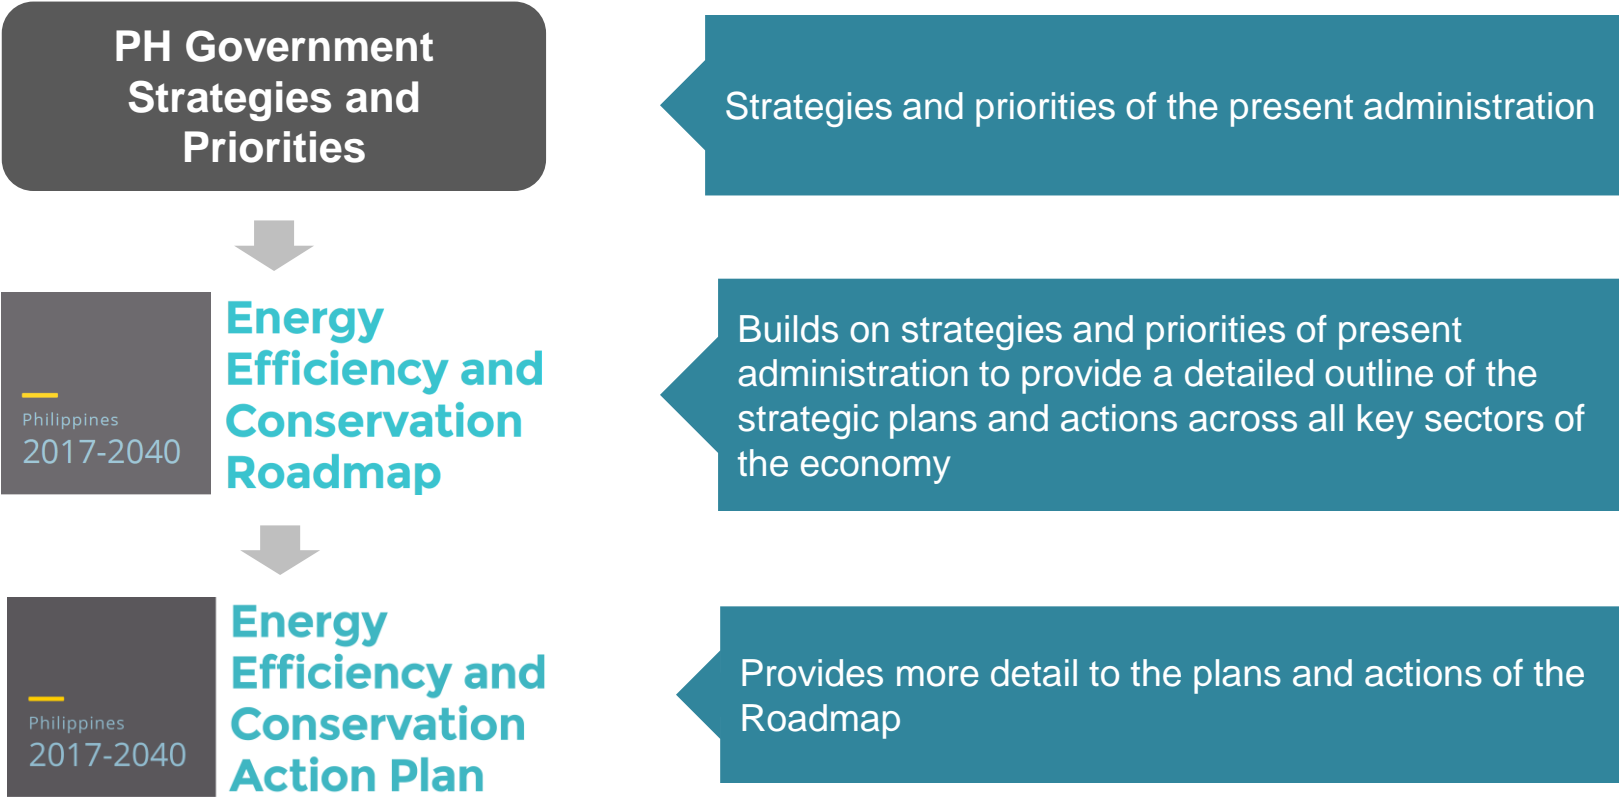 PH Government
Strategies and
Priorities
Strategies and priorities of the present administration
Philippines
2017-2040
Energy
Efficiency and
Conservation
Roadmap
Builds on strategies and priorities of present
administration to provide a detailed outline of the
strategic plans and actions across all key sectors of
the economy
Philippines
2017-2040
Energy
Efficiency and
Conservation
Action Plan
Provides more detail to the plans and actions of the
Roadmap